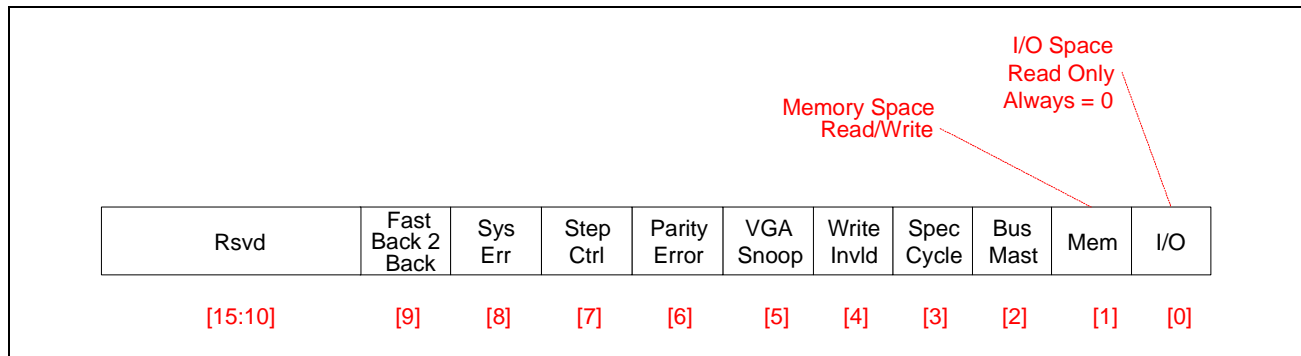 I/O Space
Read Only
Always = 0
Memory Space
Read/Write
Rsvd
Fast
Back 2
Back
Sys
Err
Step
Ctrl
Parity
Error
VGA
Snoop
Write
Invld
Spec
Cycle
Bus
Mast
Mem
I/O
[15:10] [9] [8] [7] [6] [5] [4] [3] [2] [1] [0]